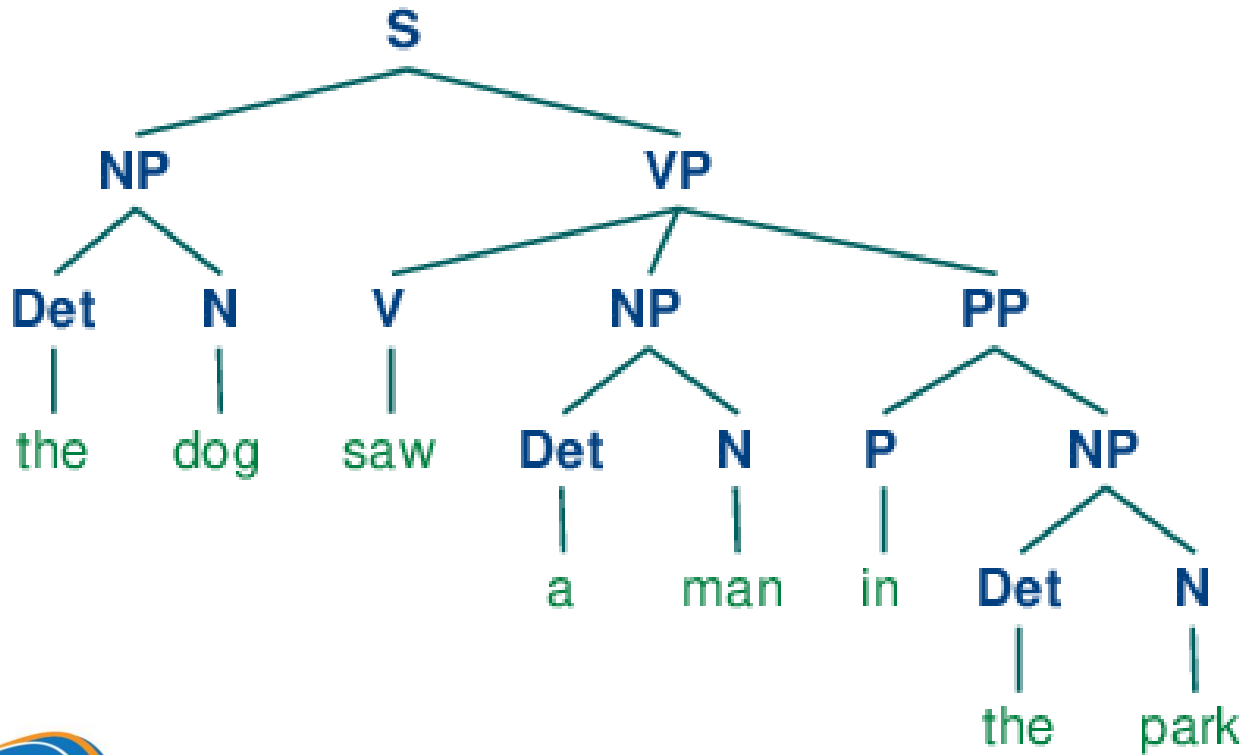 S
NP VP
Det N V NP PP
the dog saw Det N P NP
a man in Det N
the park